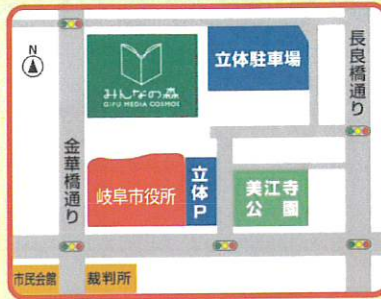 N
みんなの森
GIFU MEDIA COSMOS
立体駐車場
長良橋通り
金華橋通り
岐阜市役所
立体P
美江寺
公園
市民会館
裁判所